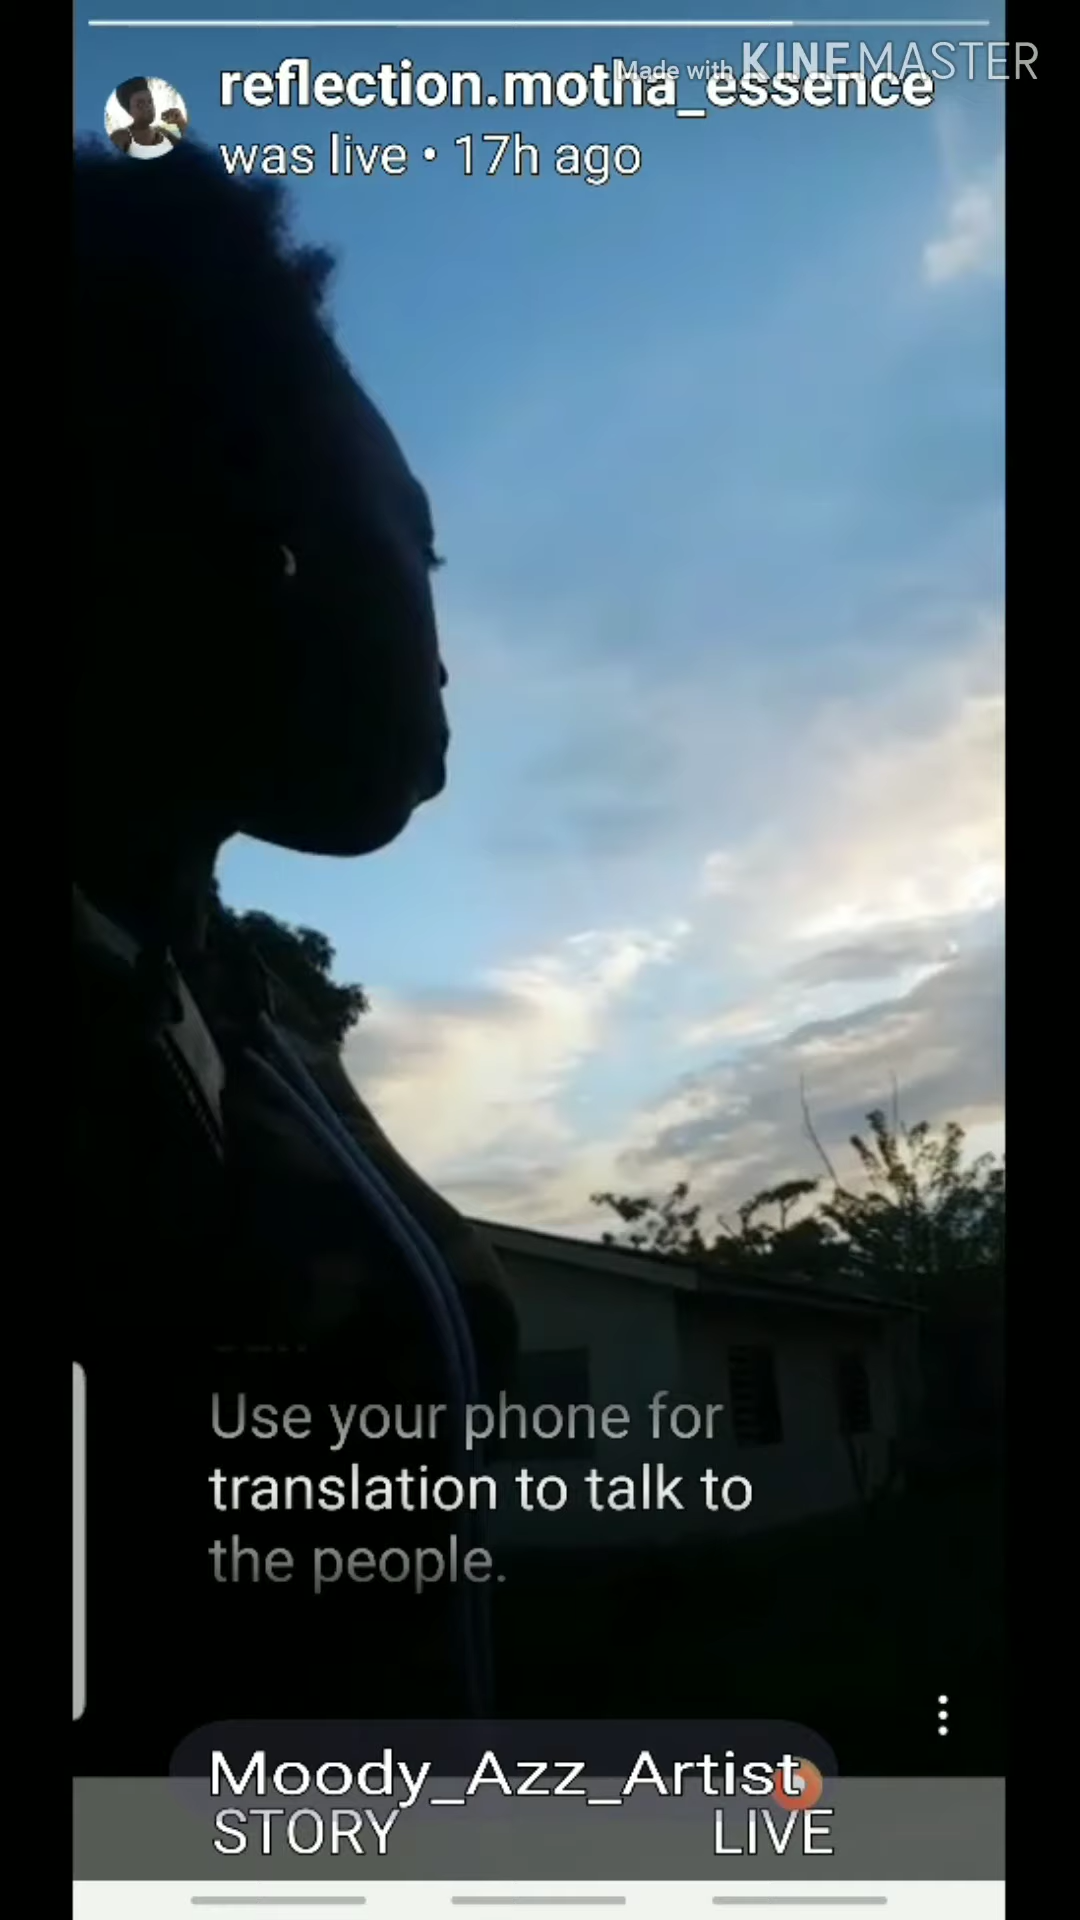 Made with KINEMASTER
reflection.motha_essence
was live • 17h ago
Use your phone for
translation to talk to
the people.
Moody_Azz_Artist
STORY
LIVE